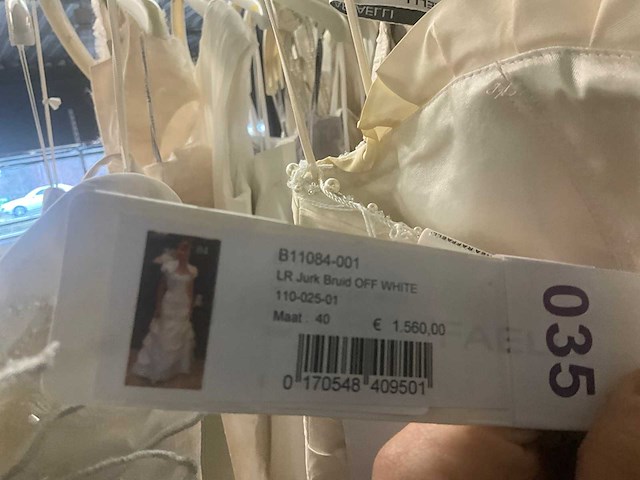 B11084-001
LR Jurk Bruid OFF WHITE
110-025-01
Maat: 40 € 1.560,00
0 170548 409501
035